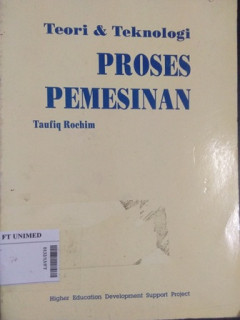 Teori & Teknologi
PROSES
PEMESINAN
Taufiq Rochim
FT UNIMED
Higher Education Development Support Project